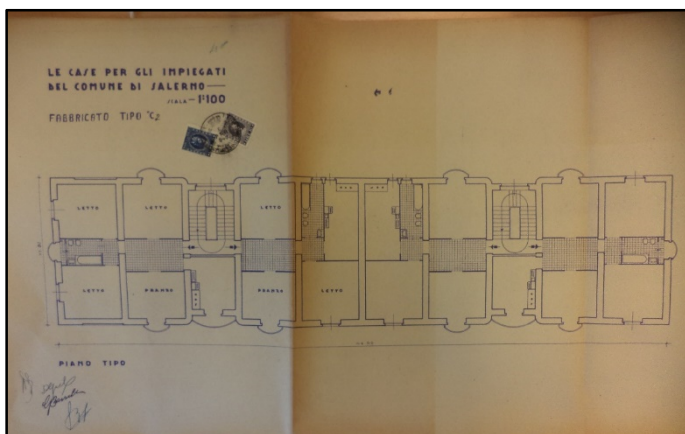 LE CASE PER GLI IMPIEGATI
DEL COMUNE DI SALERNO —
SCALA — 1:100
FABBRICATO TIPO "C2
LETTO
LETTO
LETTO
LETTO
PRANZO
PRANZO
LETTO
PIANO TIPO